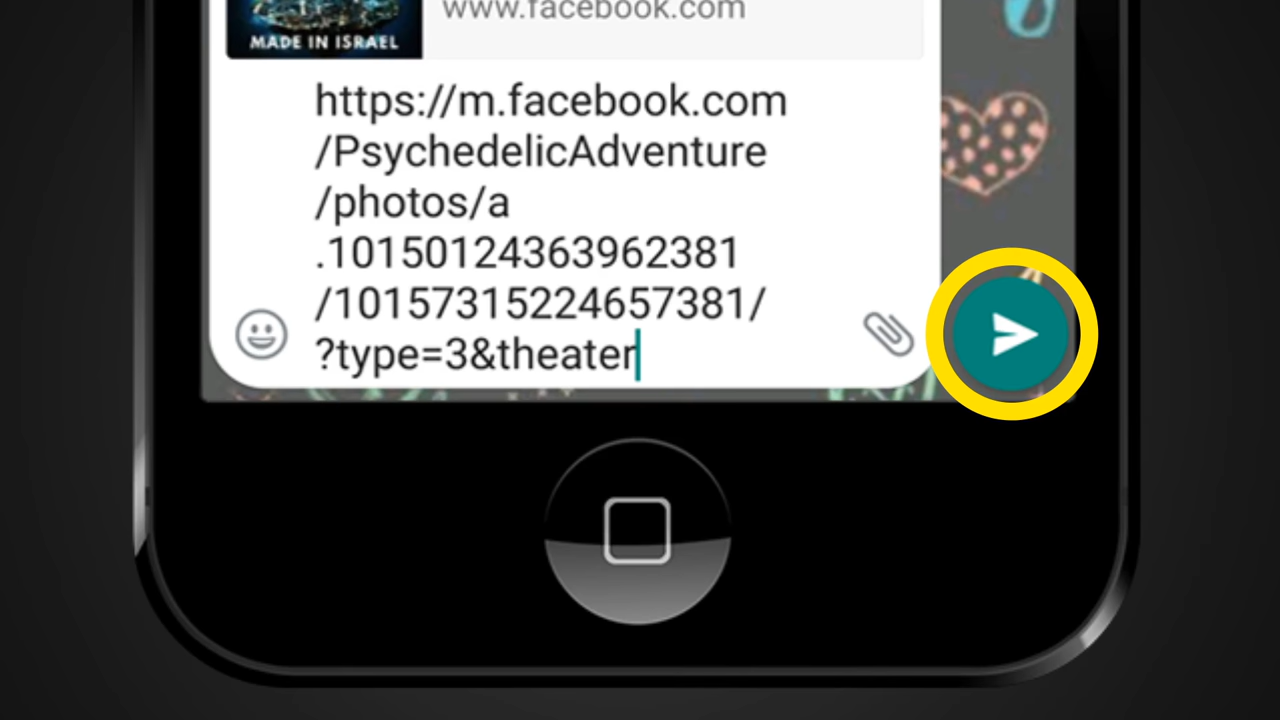 www.facebook.com
MADE IN ISRAEL
https://m.facebook.com
/PsychedelicAdventure
/photos/a
.10150124363962381
/10157315224657381/
?type=3&theater